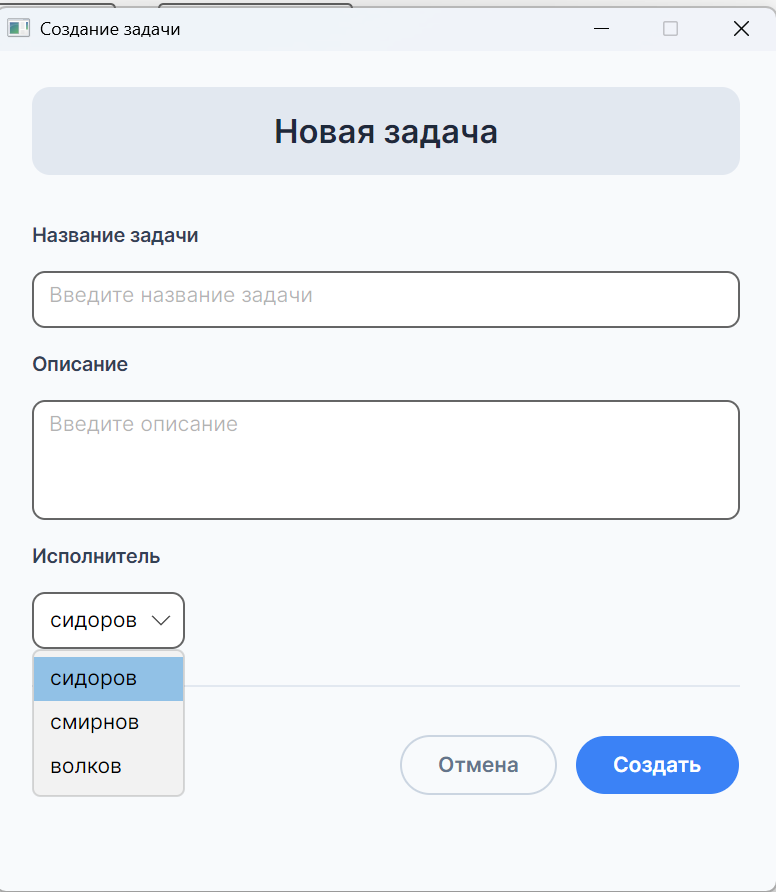 Создание задачи
Новая задача
Название задачи
Введите название задачи
Описание
Введите описание
Исполнитель
сидоров
сидоров
смирнов
волков
Отмена
Создать